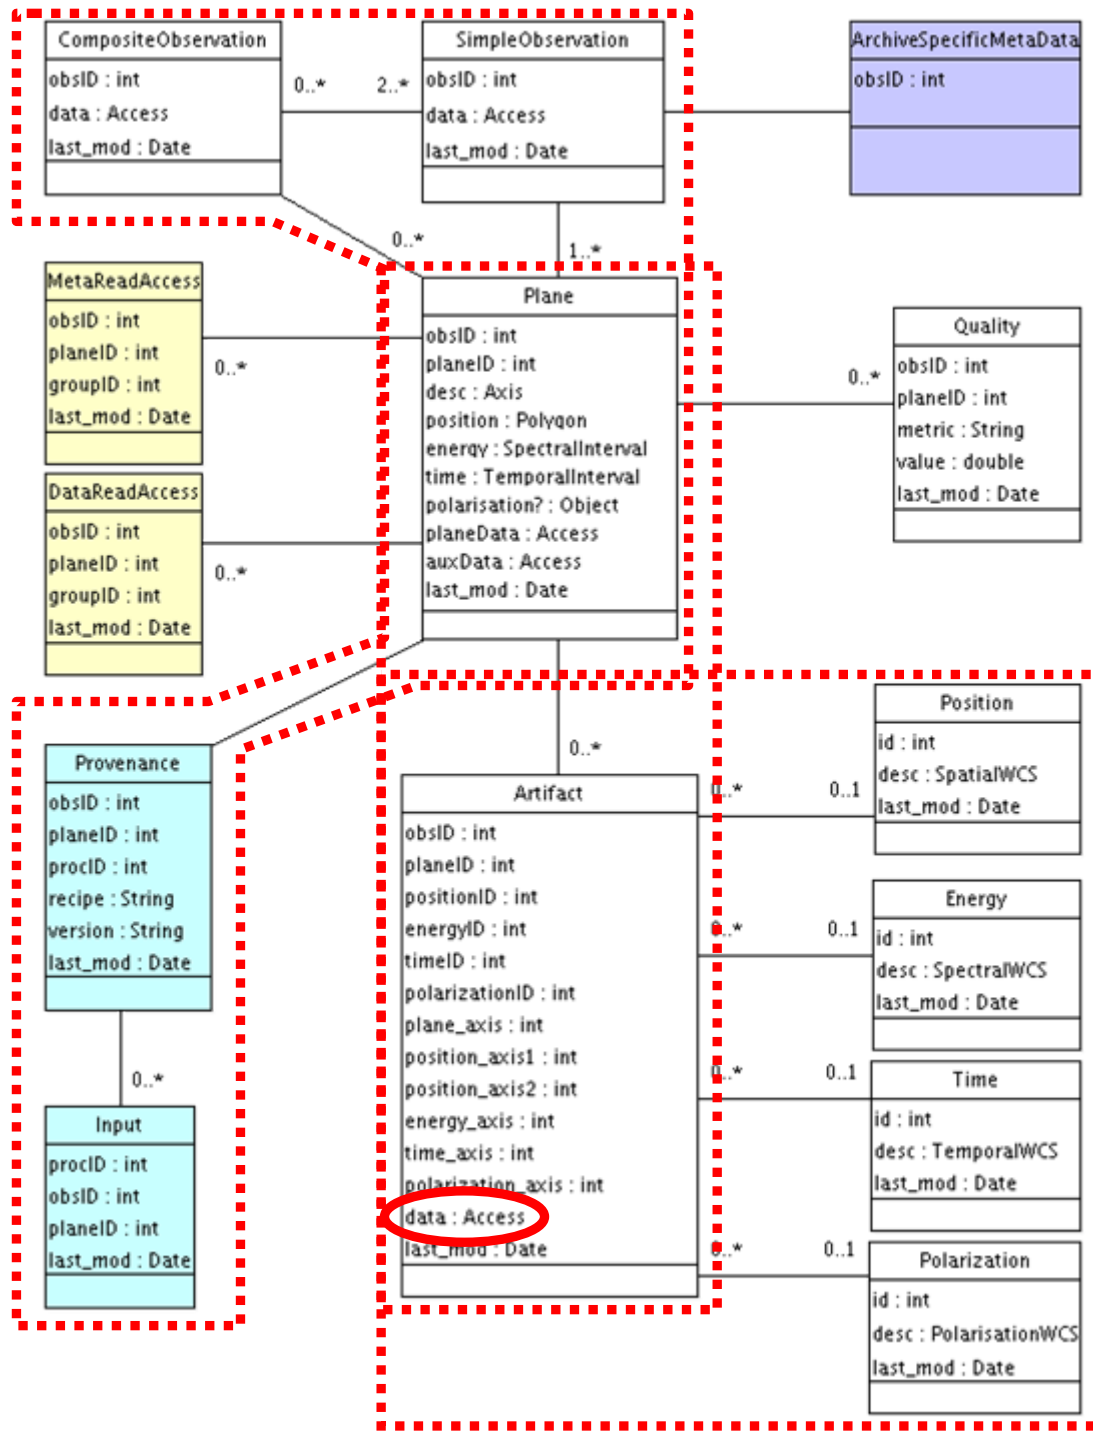 CompositeObservation
obsID : int
data : Access
last_mod : Date
0..*
2..*
SimpleObservation
obsID : int
data : Access
last_mod : Date
ArchiveSpecificMetaData
obsID : int
0..*
1..*
MetaReadAccess
obsID : int
planeID : int
groupID : int
last_mod : Date
0..*
DataReadAccess
obsID : int
planeID : int
groupID : int
last_mod : Date
0..*
Plane
obsID : int
planeID : int
desc : Axis
position : Polygon
energy : SpectralInterval
time : TemporalInterval
polarisation? : Object
planeData : Access
auxData : Access
last_mod : Date
0..*
Quality
obsID : int
planeID : int
metric : String
value : double
last_mod : Date
Provenance
obsID : int
planeID : int
procID : int
recipe : String
version : String
last_mod : Date
0..*
Input
procID : int
obsID : int
planeID : int
last_mod : Date
0..*
Artifact
obsID : int
planeID : int
positionID : int
energyID : int
timeID : int
polarizationID : int
plane_axis : int
position_axis1 : int
position_axis2 : int
energy_axis : int
time_axis : int
polarization_axis : int
data : Access
last_mod : Date
0..*
0..1
Position
id : int
desc : SpatialWCS
last_mod : Date
0..*
0..1
Energy
id : int
desc : SpectralWCS
last_mod : Date
0..*
0..1
Time
id : int
desc : TemporalWCS
last_mod : Date
0..*
0..1
Polarization
id : int
desc : PolarisationWCS
last_mod : Date